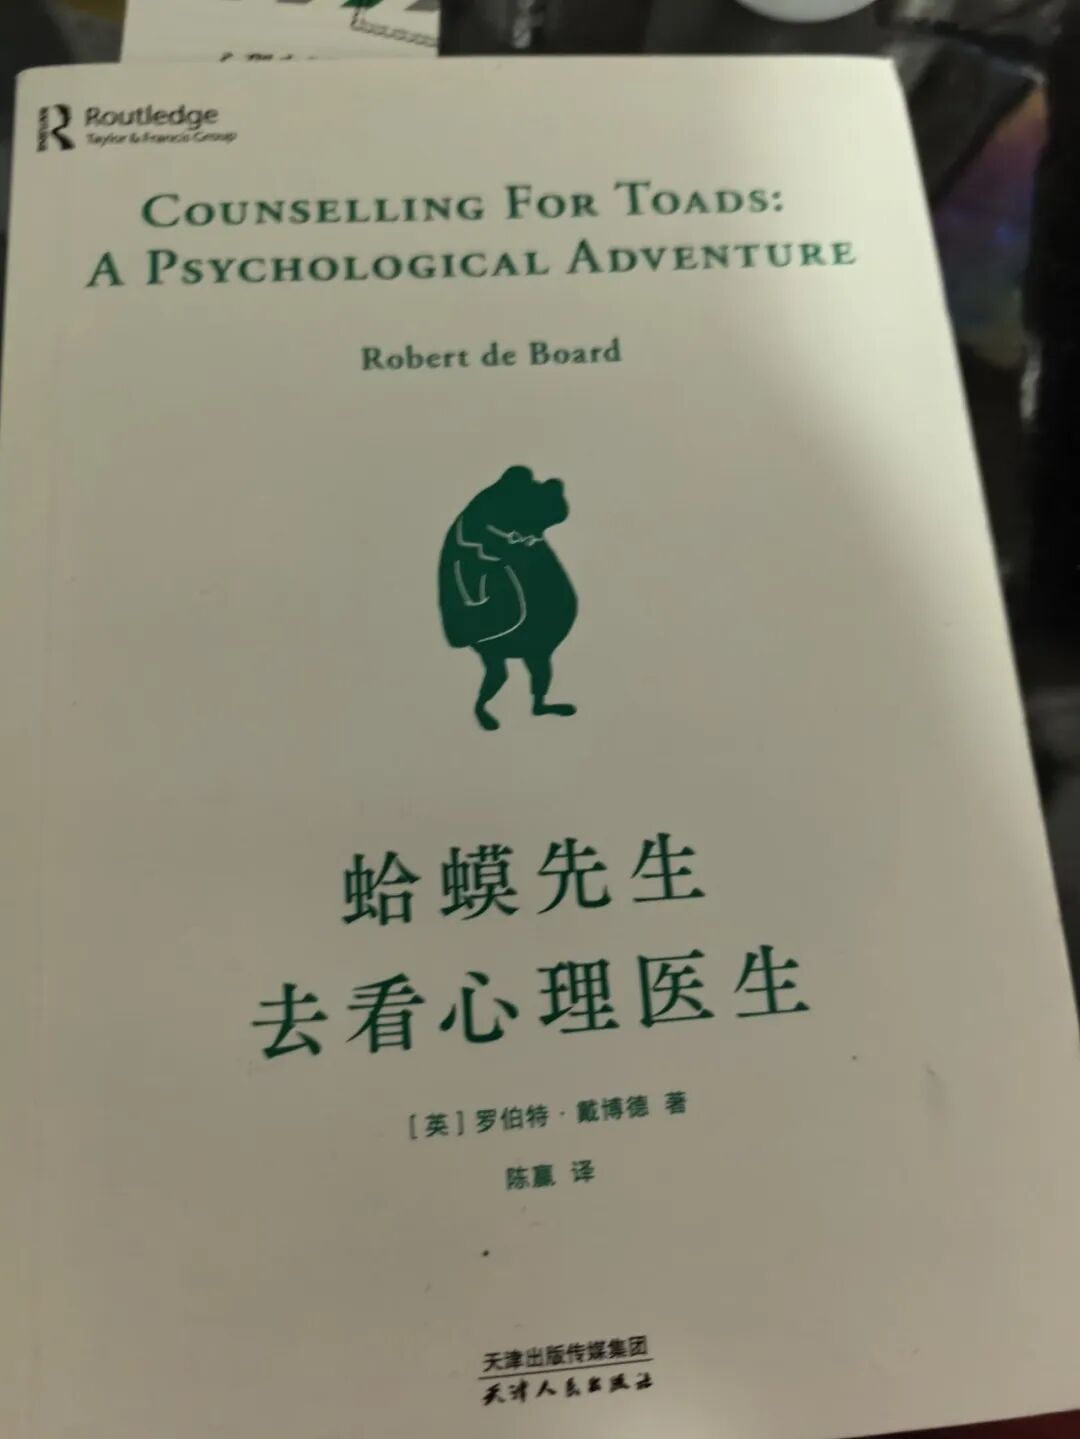 Routledge
Taylor & Francis Group
COUNSELLING FOR TOADS:
A PSYCHOLOGICAL ADVENTURE
Robert de Board
蛤蟆先生
去看心理医生
[英] 罗伯特·戴博德 著
陈赢 译
天津出版传媒集团
天津人民出版社